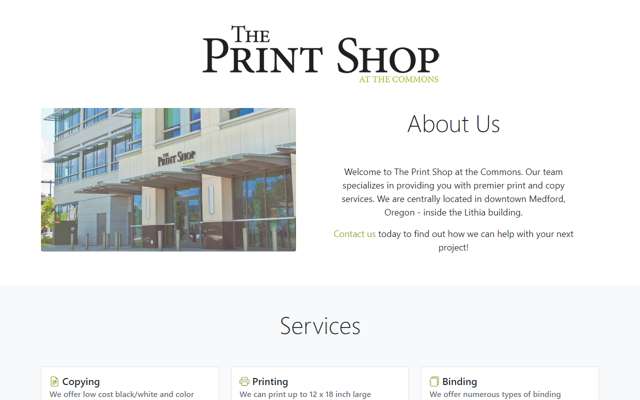 THE
PRINT SHOP
AT THE COMMONS
THE
PRINT SHOP
About Us
Welcome to The Print Shop at the Commons. Our team
specializes in providing you with premier print and copy
services. We are centrally located in downtown Medford,
Oregon - inside the Lithia building.
Contact us today to find out how we can help with your next
project!
Services
Copying
We offer low cost black/white and color
Printing
We can print up to 12 x 18 inch large
Binding
We offer numerous types of binding